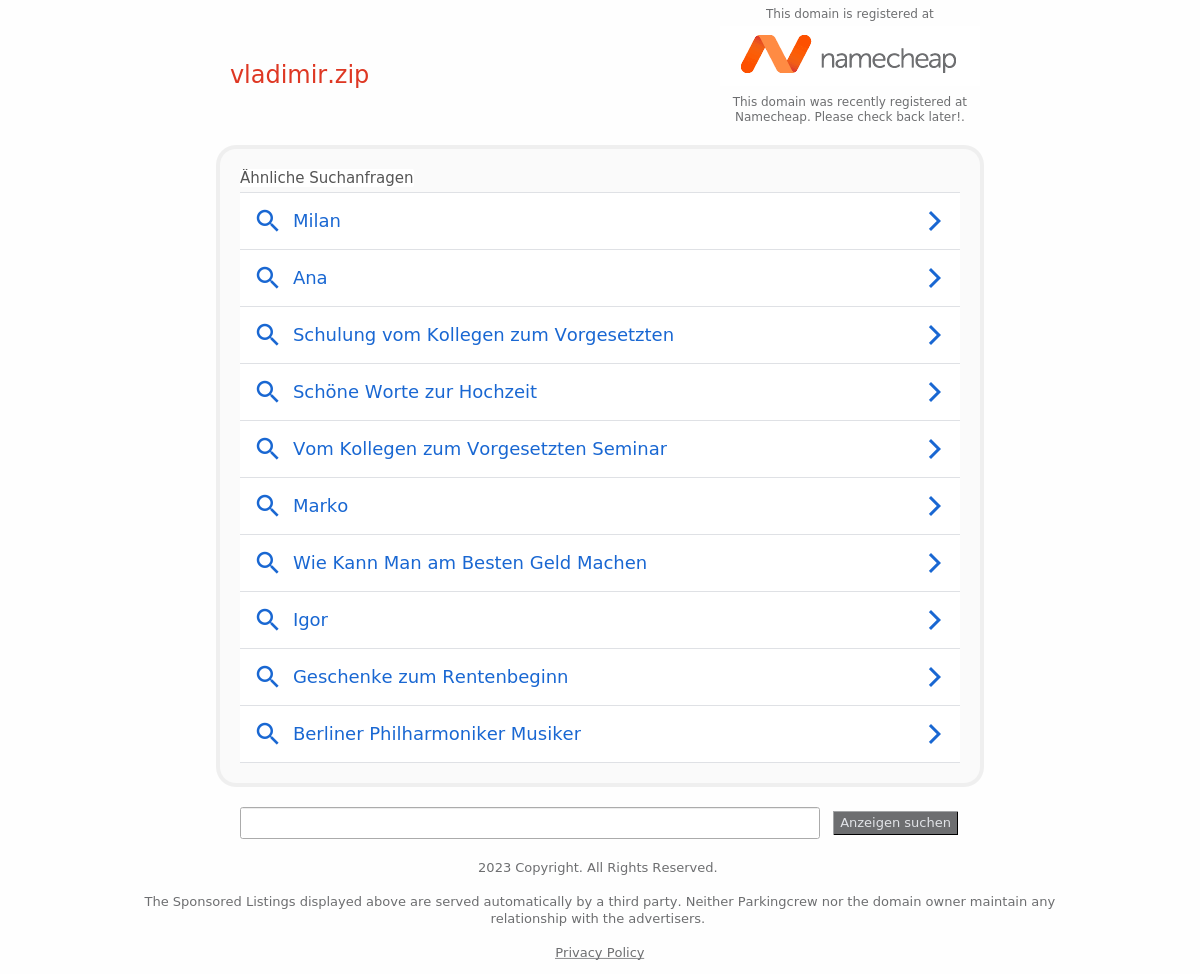 This domain is registered at
namecheap
vladimir.zip
This domain was recently registered at
Namecheap. Please check back later!.
Ähnliche Suchanfragen
Milan
Ana
Schulung vom Kollegen zum Vorgesetzten
Schöne Worte zur Hochzeit
Vom Kollegen zum Vorgesetzten Seminar
Marko
Wie Kann Man am Besten Geld Machen
Igor
Geschenke zum Rentenbeginn
Berliner Philharmoniker Musiker
Anzeigen suchen
2023 Copyright. All Rights Reserved.
The Sponsored Listings displayed above are served automatically by a third party. Neither Parkingcrew nor the domain owner maintain any
relationship with the advertisers.
Privacy Policy